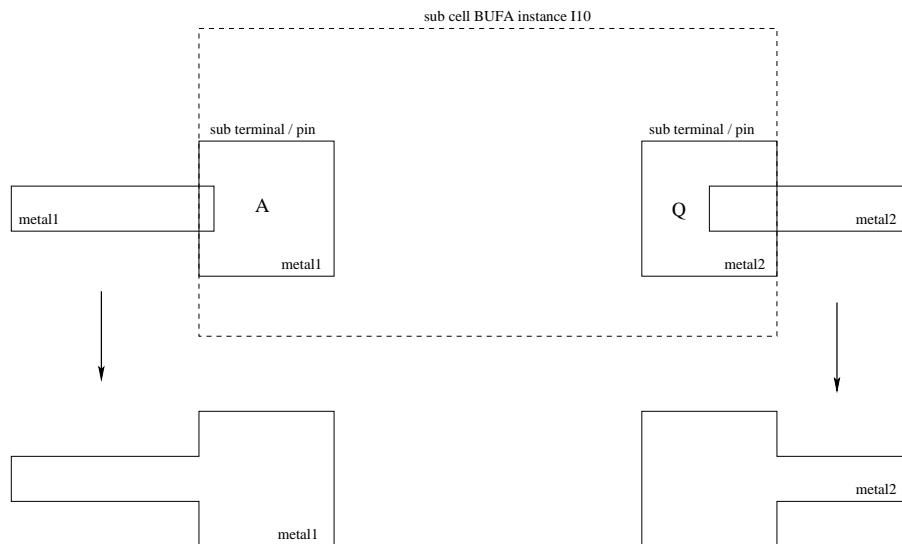 sub cell BUFA instance I10
sub terminal / pin
sub terminal / pin
A
Q
metal1
metal2
metal1
metal2
metal2
metal1